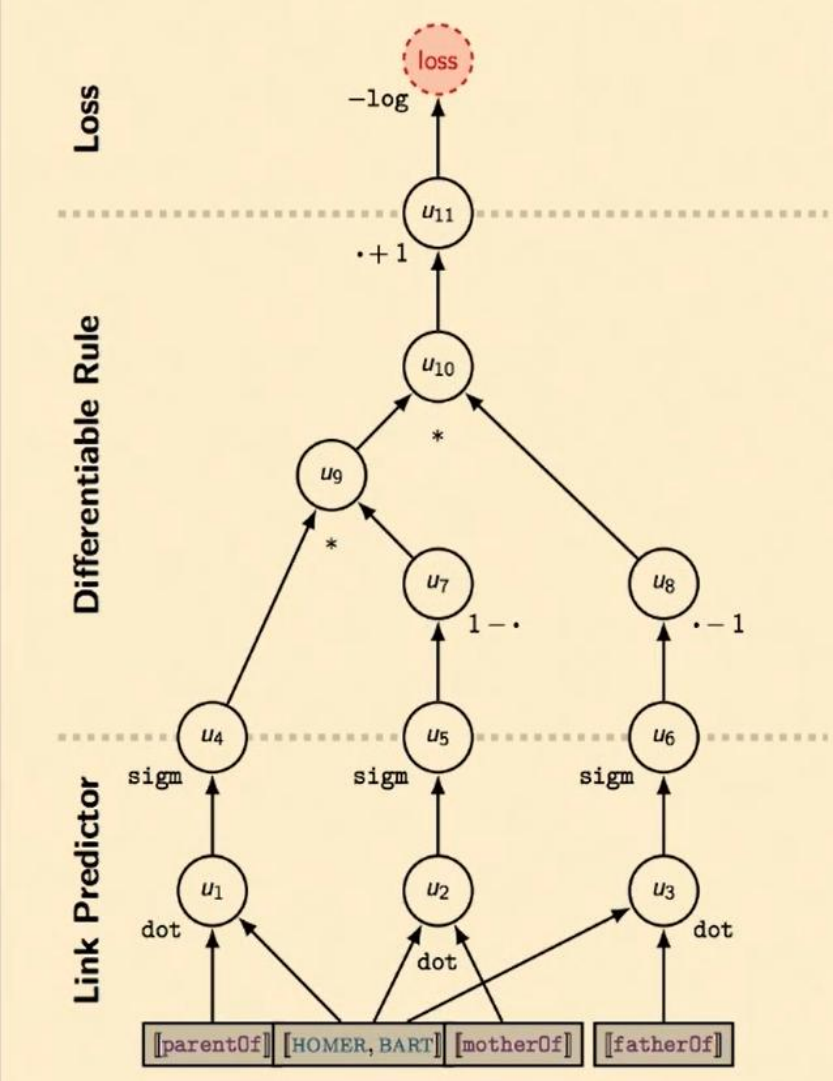 Loss
loss
−log
u11
·+1
Differentiable Rule
u10
*
u9
*
u7
1−·
u8
·−1
u4
sigm
u5
sigm
u6
sigm
Link Predictor
u1
dot
u2
dot
u3
dot
⟦parentOf⟧ ⟦HOMER, BART⟧ ⟦motherOf⟧ ⟦fatherOf⟧